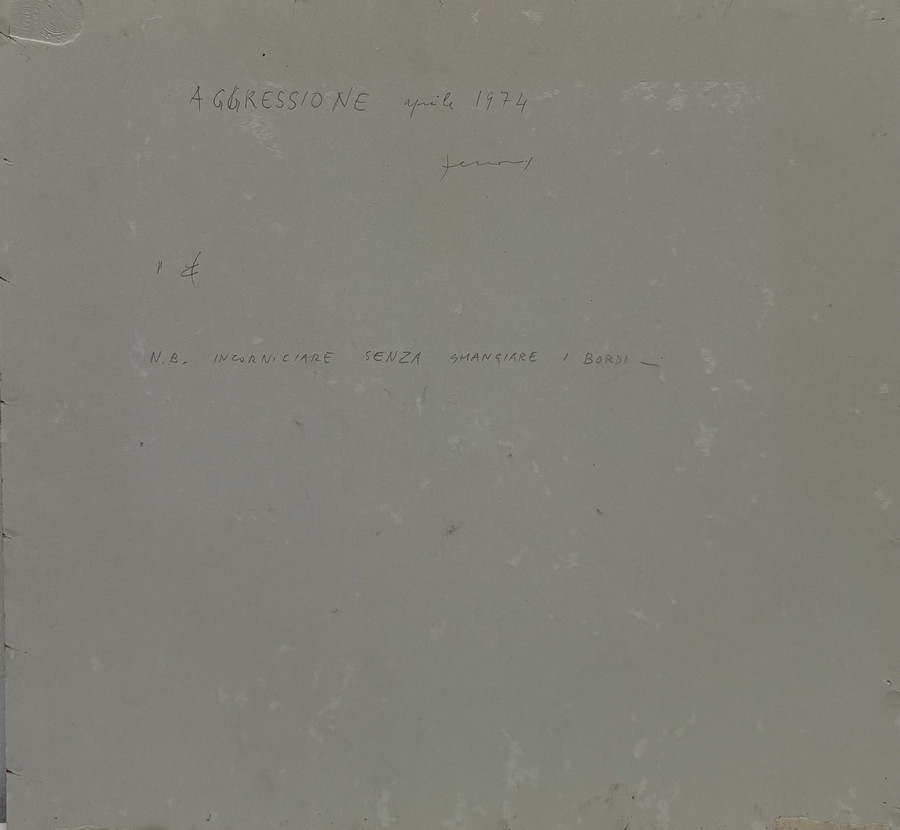 AGGRESSIONE aprile 1974
N.B. INCORNICIARE SENZA SMANGIARE I BORDI —